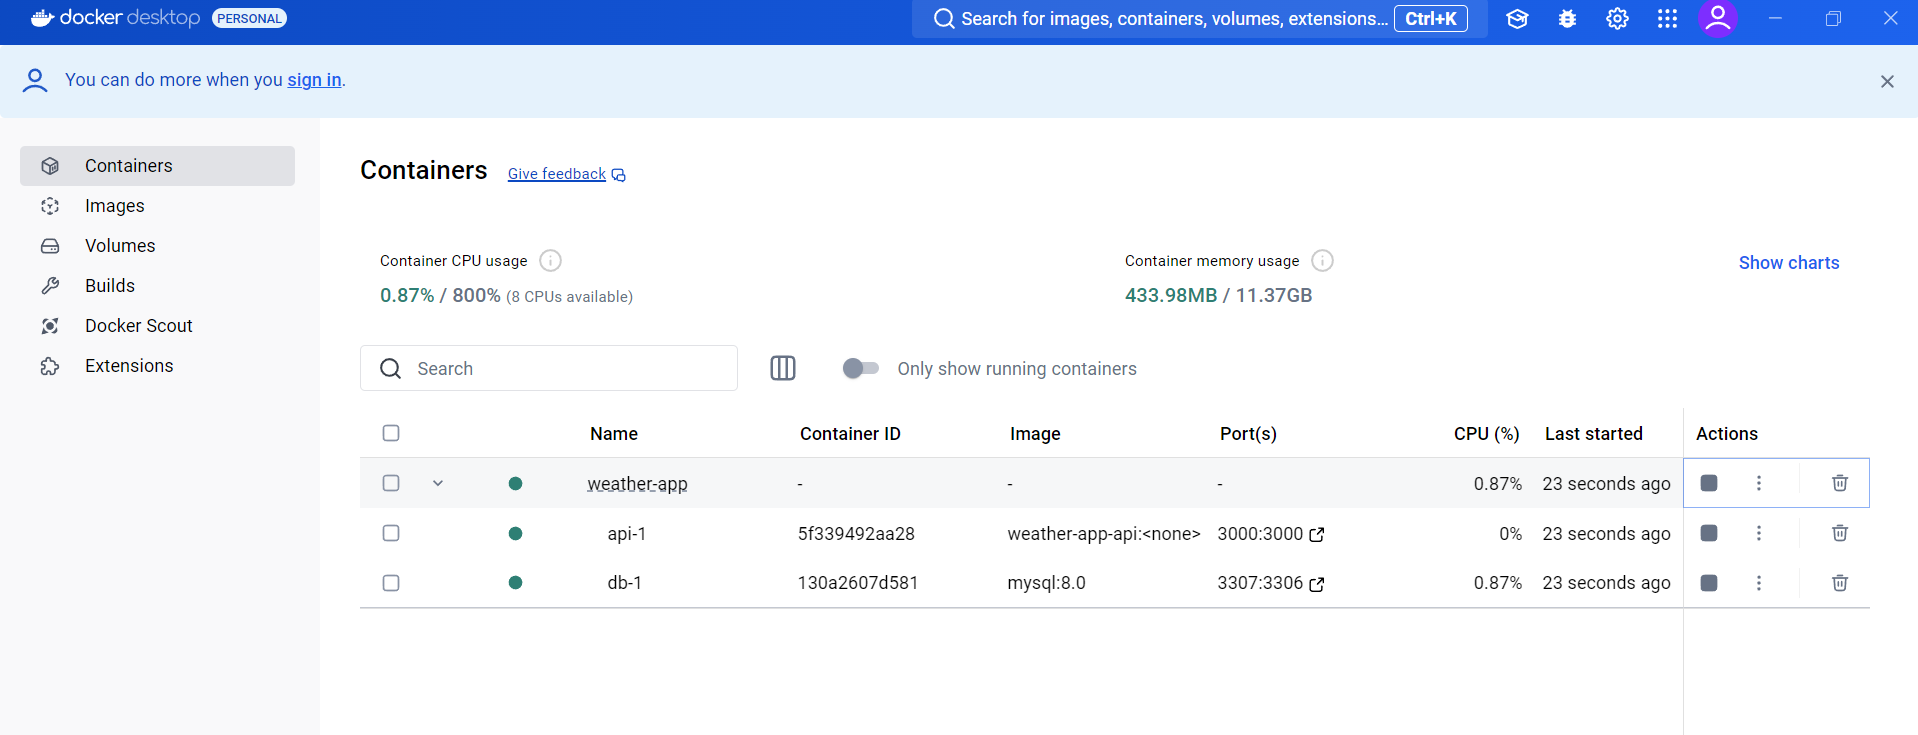 docker desktop PERSONAL
Search for images, containers, volumes, extensions... Ctrl+K
You can do more when you sign in.
Containers
Images
Volumes
Builds
Docker Scout
Extensions
Containers Give feedback
Container CPU usage
0.87% / 800% (8 CPUs available)
Container memory usage
433.98MB / 11.37GB
Show charts
Search
Only show running containers
Name Container ID Image Port(s) CPU (%) Last started Actions
weather-app - - - 0.87% 23 seconds ago
api-1 5f339492aa28 weather-app-api:<none> 3000:3000 0% 23 seconds ago
db-1 130a2607d581 mysql:8.0 3307:3306 0.87% 23 seconds ago